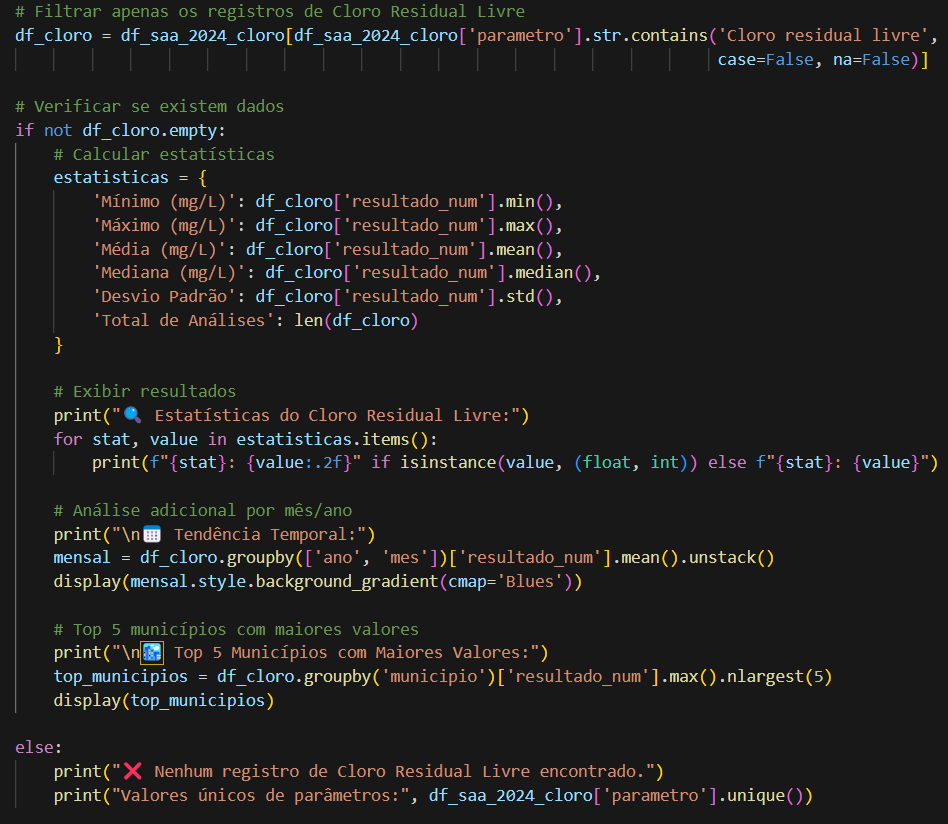 # Filtrar apenas os registros de Cloro Residual Livre
df_cloro = df_saa_2024_cloro[df_saa_2024_cloro['parametro'].str.contains('Cloro residual livre',
                                                                         case=False, na=False)]

# Verificar se existem dados
if not df_cloro.empty:
    # Calcular estatísticas
    estatisticas = {
        'Mínimo (mg/L)': df_cloro['resultado_num'].min(),
        'Máximo (mg/L)': df_cloro['resultado_num'].max(),
        'Média (mg/L)': df_cloro['resultado_num'].mean(),
        'Mediana (mg/L)': df_cloro['resultado_num'].median(),
        'Desvio Padrão': df_cloro['resultado_num'].std(),
        'Total de Análises': len(df_cloro)
    }

    # Exibir resultados
    print("🔍 Estatísticas do Cloro Residual Livre:")
    for stat, value in estatisticas.items():
        print(f"{stat}: {value:.2f}" if isinstance(value, (float, int)) else f"{stat}: {value}")

    # Análise adicional por mês/ano
    print("\n📅 Tendência Temporal:")
    mensal = df_cloro.groupby(['ano', 'mes'])['resultado_num'].mean().unstack()
    display(mensal.style.background_gradient(cmap='Blues'))

    # Top 5 municípios com maiores valores
    print("\n🏙 Top 5 Municípios com Maiores Valores:")
    top_municipios = df_cloro.groupby('municipio')['resultado_num'].max().nlargest(5)
    display(top_municipios)

else:
    print("❌ Nenhum registro de Cloro Residual Livre encontrado.")
    print("Valores únicos de parâmetros:", df_saa_2024_cloro['parametro'].unique())